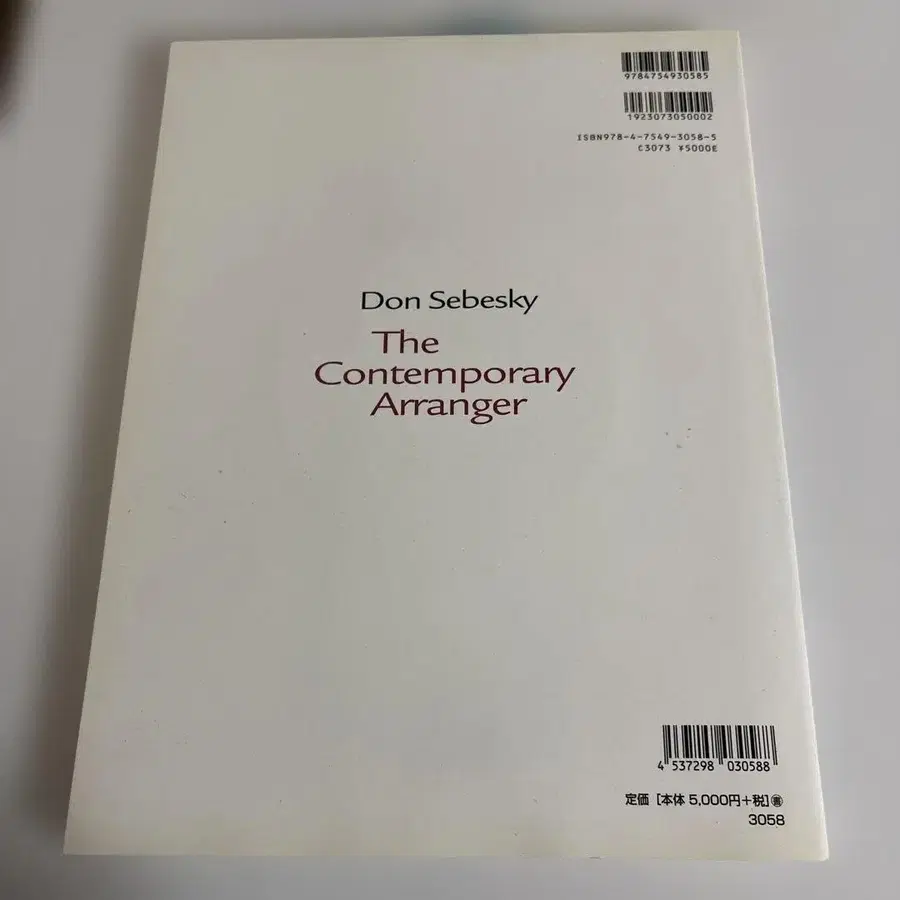 9784754930585
1923073050002
ISBN978-4-7549-3058-5
C3073 ¥5000E
Don Sebesky
The
Contemporary
Arranger
4 537298 030588
定価 [本体 5,000円+税]㊢
3058